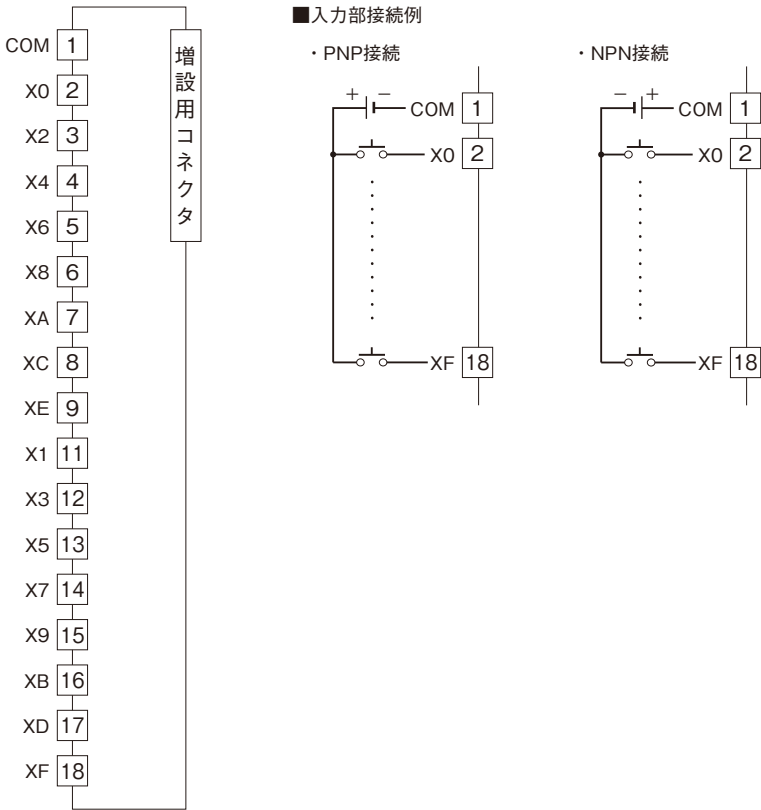 COM 1
X0 2
X2 3
X4 4
X6 5
X8 6
XA 7
XC 8
XE 9
X1 11
X3 12
X5 13
X7 14
X9 15
XB 16
XD 17
XF 18
増設用コネクタ
■入力部接続例
・PNP接続
+ −
COM 1
X0 2
XF 18
・NPN接続
− +
COM 1
X0 2
XF 18